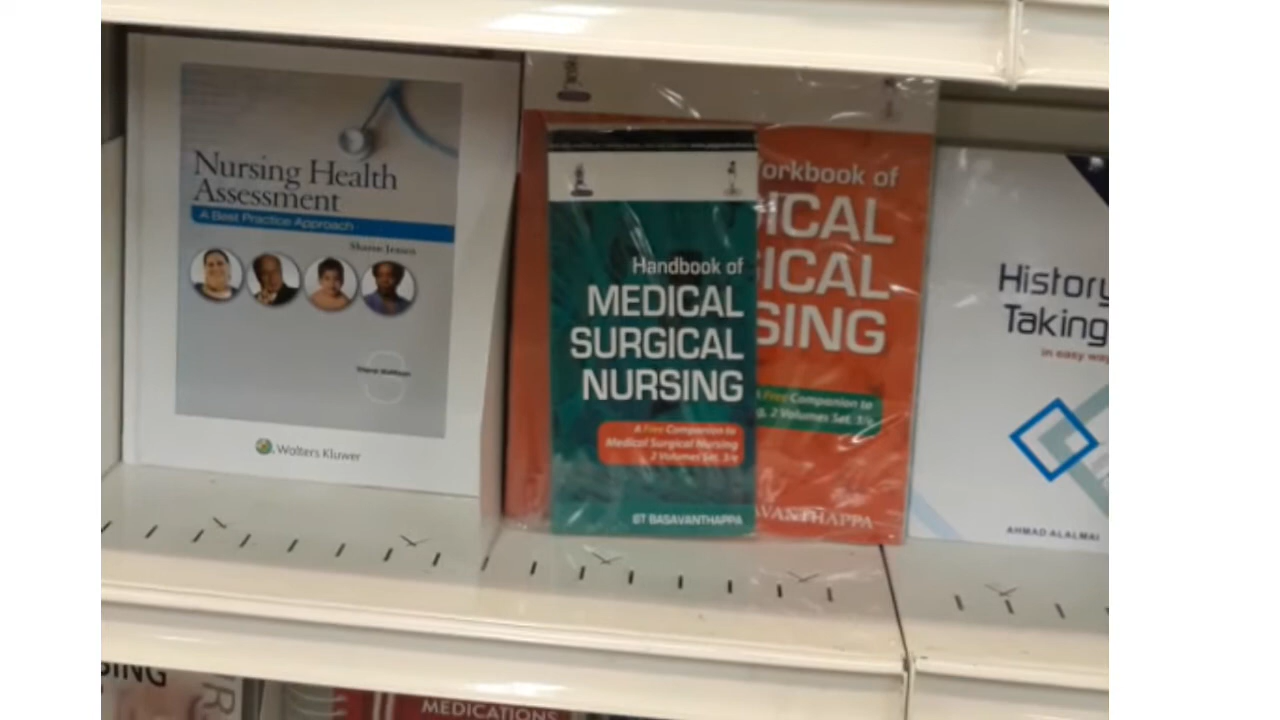 Nursing Health
Assessment
A Best Practice Approach
Sharon Jensen
Wolters Kluwer
Handbook of
MEDICAL
SURGICAL
NURSING
A Free Companion to
Medical Surgical Nursing
2 Volumes Set, 3/e
BT BASAVANTHAPPA
orkbook of
ICAL
ICAL
SING
Free Companion to
g, 2 Volumes Set, 3/e
AVANTHAPPA
History
Taking
in easy way
AHMAD ALALMAI
SING
MEDICATIONS